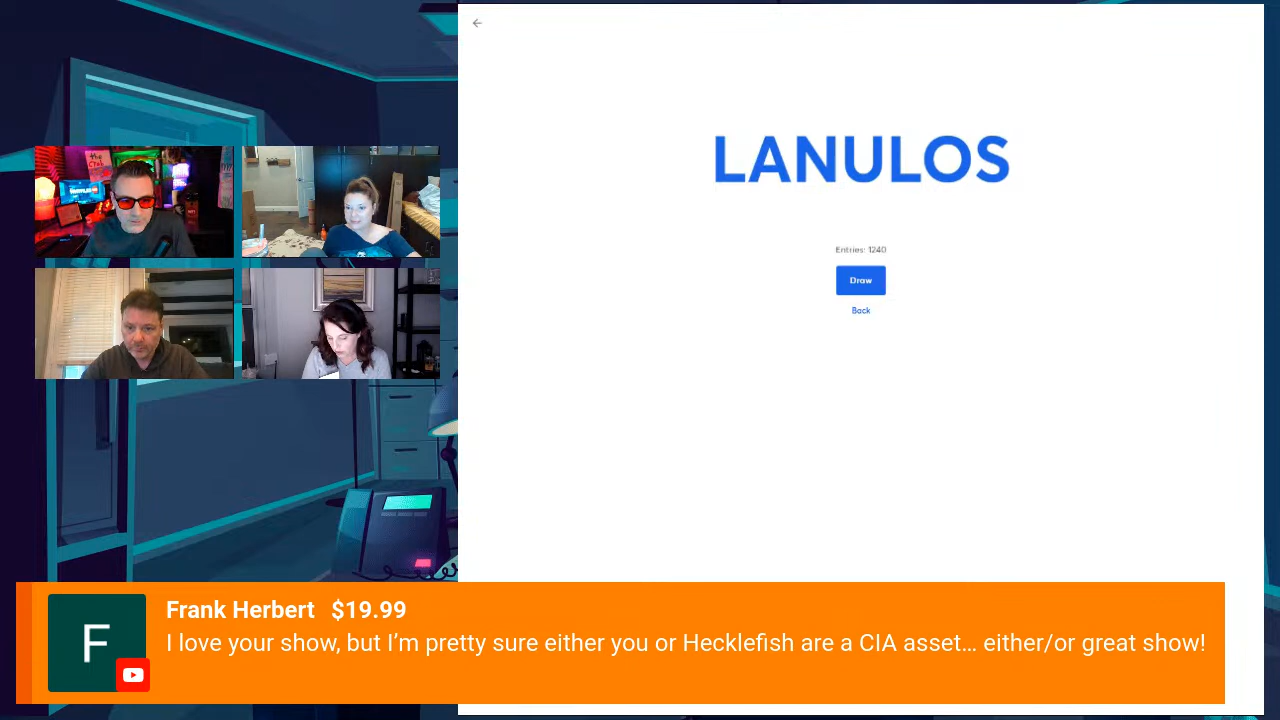 LANULOS
Entries: 1240
Draw
Back
the
F
Frank Herbert $19.99
I love your show, but I’m pretty sure either you or Hecklefish are a CIA asset… either/or great show!